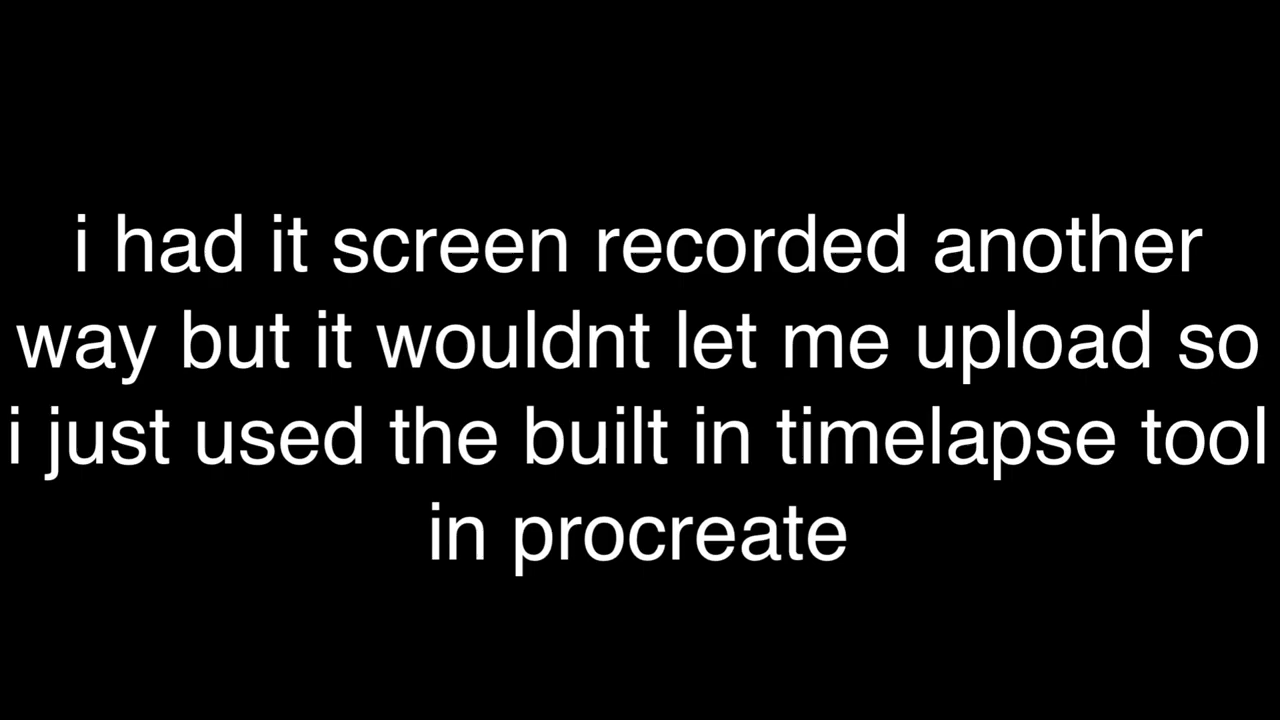 i had it screen recorded another
way but it wouldnt let me upload so
i just used the built in timelapse tool
in procreate